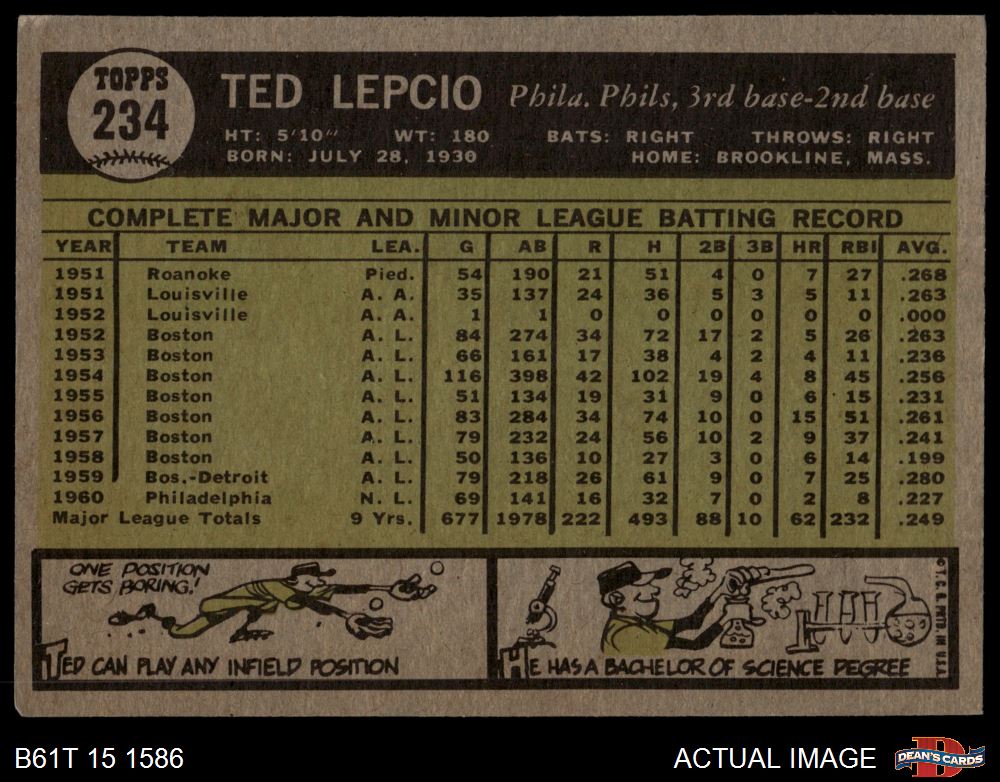 TOPPS
234
TED LEPCIO Phila. Phils, 3rd base-2nd base
HT: 5'10" WT: 180 BATS: RIGHT THROWS: RIGHT
BORN: JULY 28, 1930 HOME: BROOKLINE, MASS.
COMPLETE MAJOR AND MINOR LEAGUE BATTING RECORD
YEAR TEAM LEA. G AB R H 2B 3B HR RBI AVG.
1951 Roanoke Pied. 54 190 21 51 4 0 7 27 .268
1951 Louisville A. A. 35 137 24 36 5 3 5 11 .263
1952 Louisville A. A. 1 1 0 0 0 0 0 0 .000
1952 Boston A. L. 84 274 34 72 17 2 5 26 .263
1953 Boston A. L. 66 161 17 38 4 2 4 11 .236
1954 Boston A. L. 116 398 42 102 19 4 8 45 .256
1955 Boston A. L. 51 134 19 31 9 0 6 15 .231
1956 Boston A. L. 83 284 34 74 10 0 15 51 .261
1957 Boston A. L. 79 232 24 56 10 2 9 37 .241
1958 Boston A. L. 50 136 10 27 3 0 6 14 .199
1959 Bos.-Detroit A. L. 79 218 26 61 9 0 7 25 .280
1960 Philadelphia N. L. 69 141 16 32 7 0 2 8 .227
Major League Totals 9 Yrs. 677 1978 222 493 88 10 62 232 .249
ONE POSITION
GETS BORING!
TED CAN PLAY ANY INFIELD POSITION
HE HAS A BACHELOR OF SCIENCE DEGREE
© T. C. G. PRTD IN U.S.A.
B61T 15 1586 ACTUAL IMAGE
DEAN'S CARDS